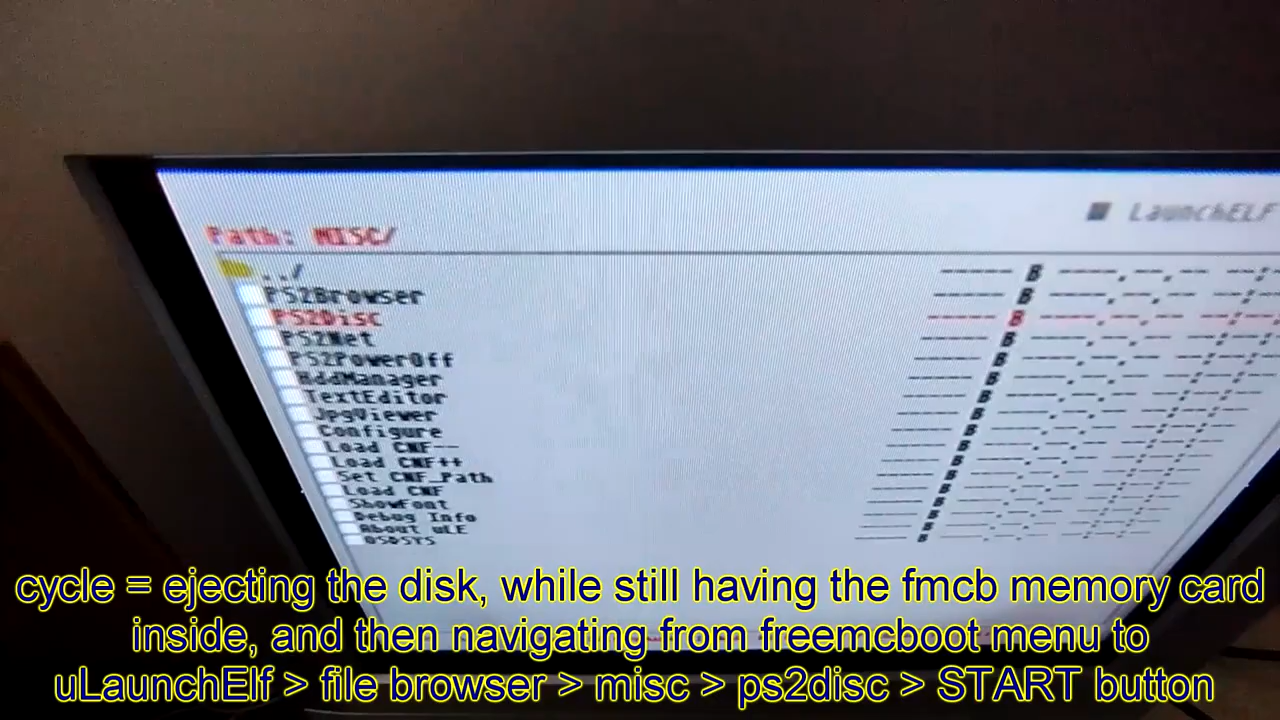 LaunchELF
Path: MISC/
../
PS2Browser
PS2Disc
PS2Net
PS2PowerOff
HddManager
TextEditor
JpgViewer
Configure
Load CNF--
Load CNF++
Set CNF_Path
Load CNF
ShowFont
Debug Info
About uLE
OSDSYS
cycle = ejecting the disk, while still having the fmcb memory card
inside, and then navigating from freemcboot menu to
uLaunchElf > file browser > misc > ps2disc > START button